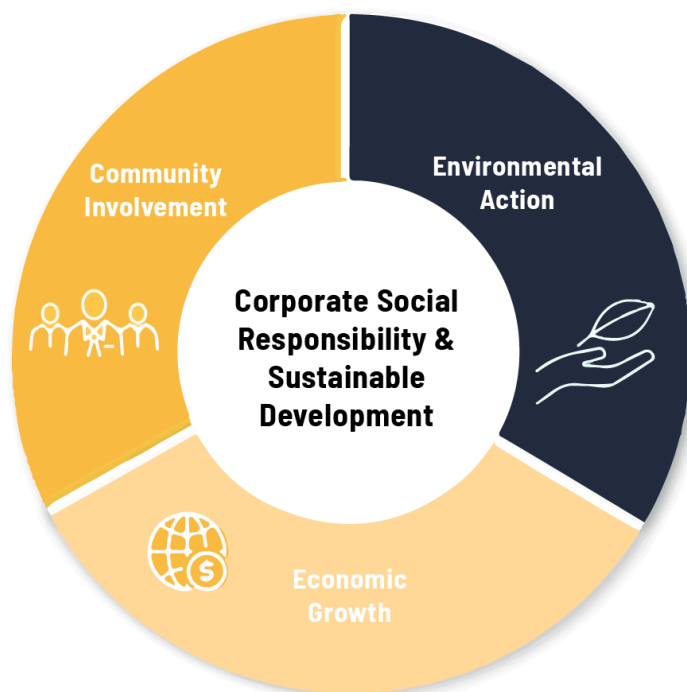 Community
Involvement
Environmental
Action
Corporate Social
Responsibility &
Sustainable
Development
$
Economic
Growth